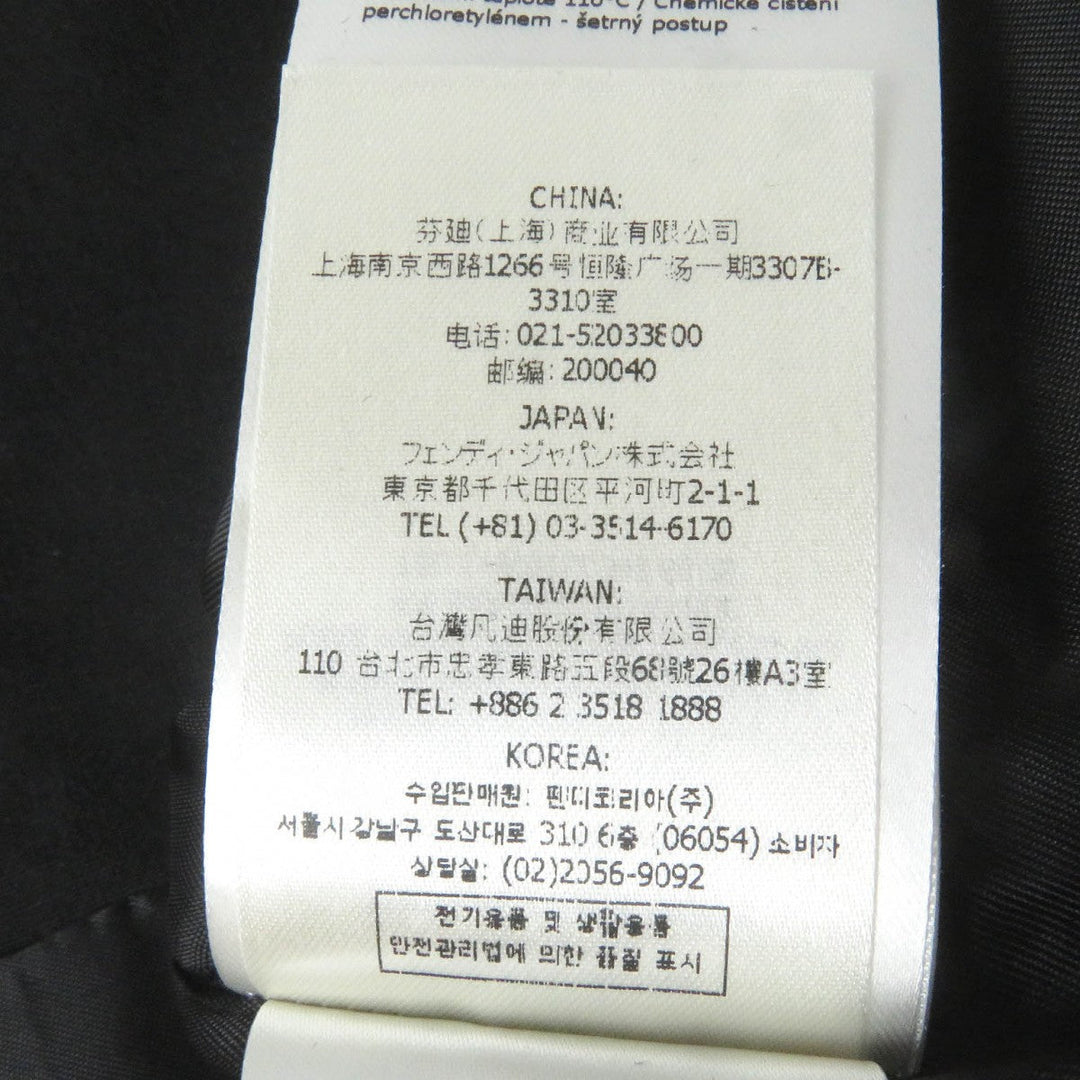 teplotě 110°C / Chemické čištění
perchloretylénem - šetrný postup
CHINA:
芬迪(上海)商业有限公司
上海南京西路1266号恒隆广场一期3307B-
3310室
电话: 021-52033800
邮编: 200040
JAPAN:
フェンディ・ジャパン株式会社
東京都千代田区平河町2-1-1
TEL (+81) 03-3514-6170
TAIWAN:
台灣凡迪股份有限公司
110 台北市忠孝東路五段68號26樓A3室
TEL: +886 2 3518 1888
KOREA:
수입판매원: 펜디코리아(주)
서울시 강남구 도산대로 310 6층 (06054) 소비자
상담실: (02)2056-9092
전기용품 및 생활용품
안전관리법에 의한 품질 표시